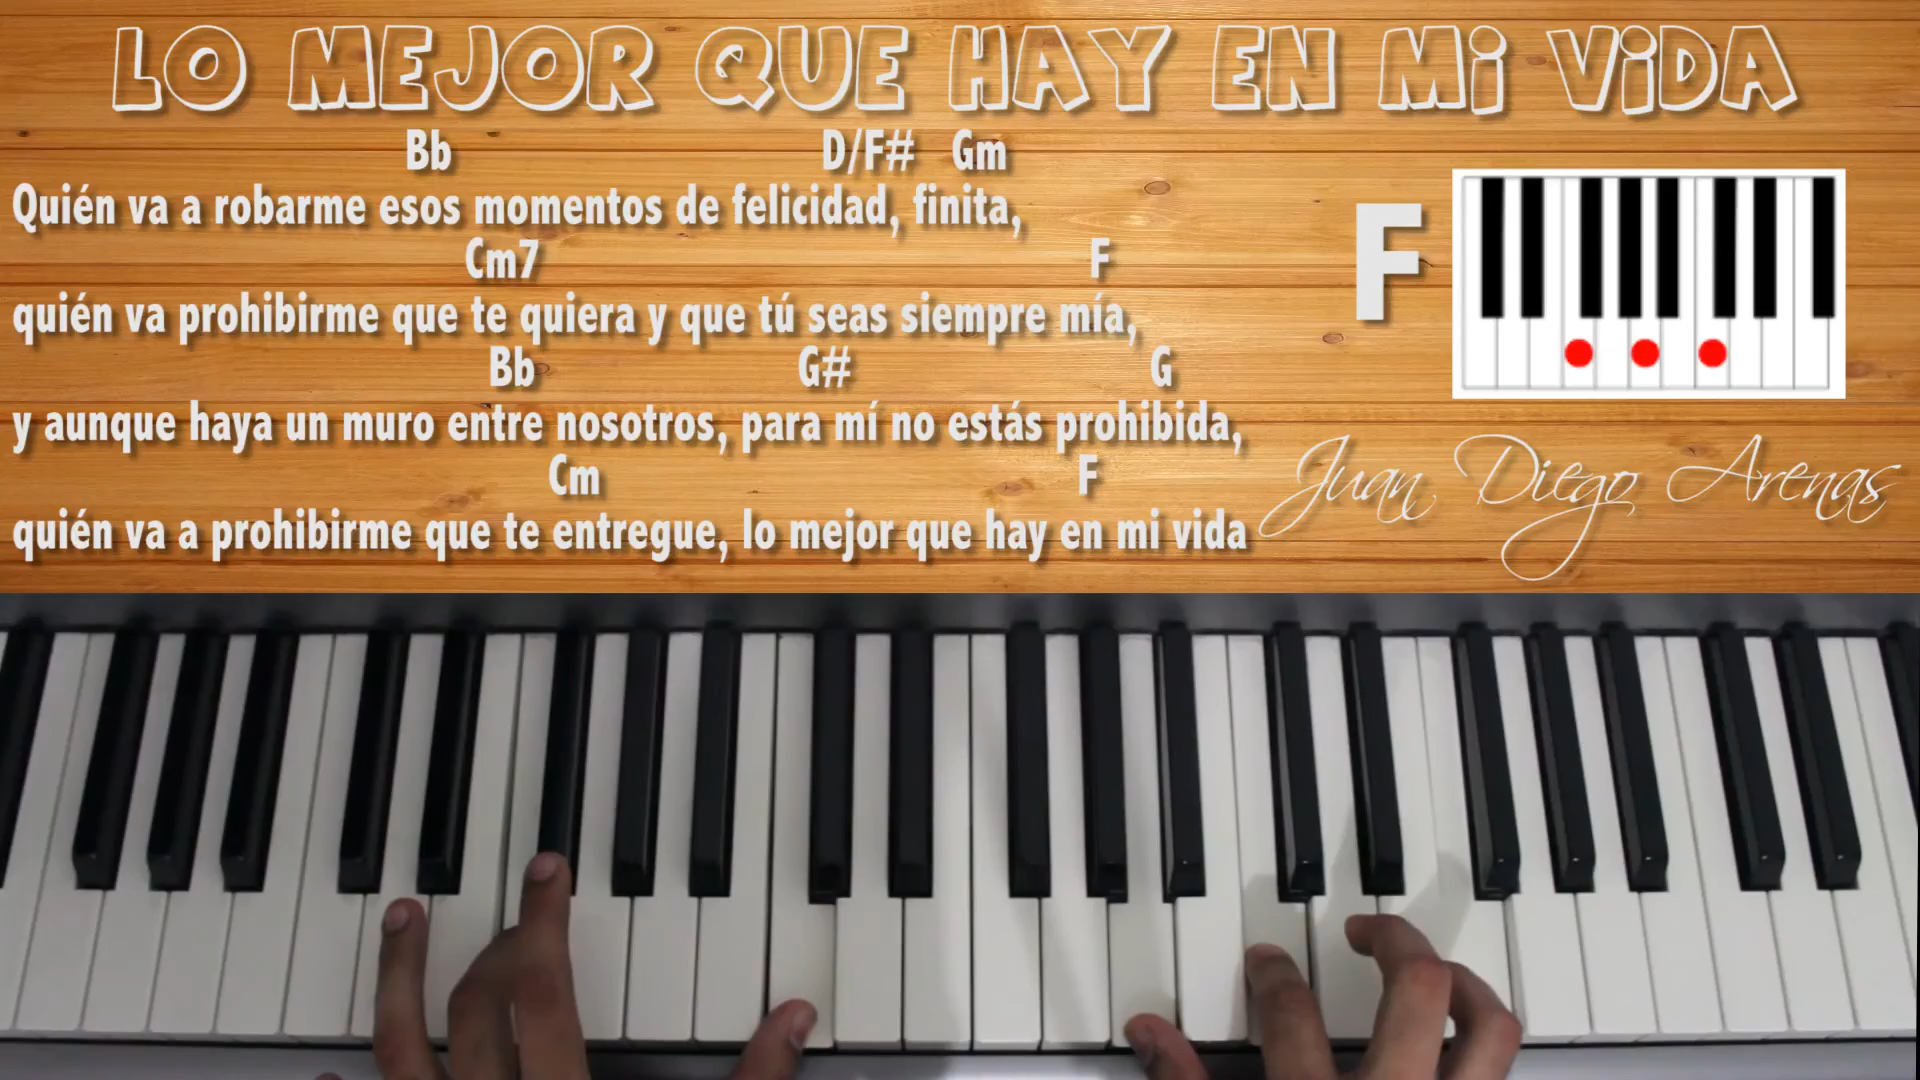 LO MEJOR QUE HAY EN Mi ViDA
Bb D/F# Gm
Quién va a robarme esos momentos de felicidad, finita,
Cm7 F
quién va prohibirme que te quiera y que tú seas siempre mía,
Bb G# G
y aunque haya un muro entre nosotros, para mí no estás prohibida,
Cm F
quién va a prohibirme que te entregue, lo mejor que hay en mi vida
F
Juan Diego Arenas